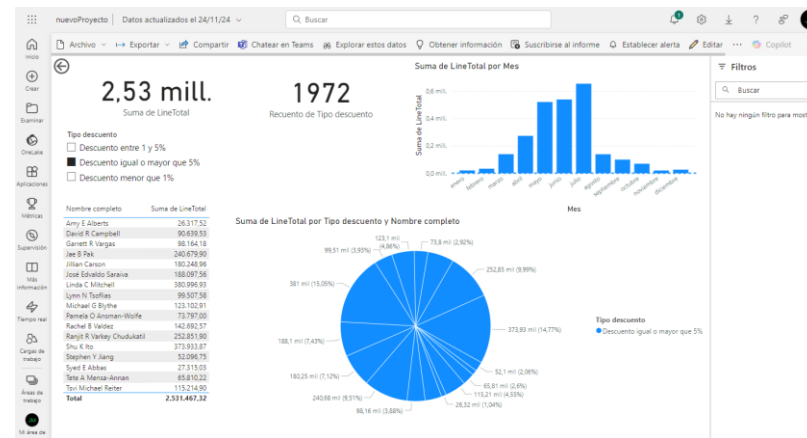 nuevoProyecto | Datos actualizados el 24/11/24
Buscar
Archivo Exportar Compartir Chatear en Teams Explorar estos datos Obtener información Suscribirse al informe Establecer alerta Editar ... Copilot
Inicio
Crear
Examinar
OneLake
Aplicaciones
Métricas
Supervisión
Más información
Tiempo real
Cargas de trabajo
Áreas de trabajo
Mi área de
2,53 mill.
Suma de LineTotal
1972
Recuento de Tipo descuento
Tipo descuento
Descuento entre 1 y 5%
Descuento igual o mayor que 5%
Descuento menor que 1%
Suma de LineTotal por Mes
Suma de LineTotal
0,6 mill.
0,4 mill.
0,2 mill.
0,0 mill.
enero febrero marzo abril mayo junio julio agosto septiembre octubre noviembre diciembre
Mes
Filtros
Buscar
No hay ningún filtro para most
Nombre completo Suma de LineTotal
Amy E Alberts 26.317,52
David R Campbell 90.639,53
Garrett R Vargas 98.164,18
Jae B Pak 240.679,90
Jillian Carson 180.248,96
José Edvaldo Saraiva 188.097,56
Linda C Mitchell 380.996,93
Lynn N Tsoflias 99.507,58
Michael G Blythe 123.102,91
Pamela O Ansman-Wolfe 73.797,00
Rachel B Valdez 142.692,57
Ranjit R Varkey Chudukatil 252.851,90
Shu K Ito 373.933,87
Stephen Y Jiang 52.096,75
Syed E Abbas 27.315,03
Tete A Mensa-Annan 65.810,22
Tsvi Michael Reiter 115.214,90
Total 2.531.467,32
Suma de LineTotal por Tipo descuento y Nombre completo
123,1 mil (4,86%)
73,8 mil (2,92%)
99,51 mil (3,93%)
252,85 mil (9,99%)
381 mil (15,05%)
373,93 mil (14,77%)
188,1 mil (7,43%)
52,1 mil (2,06%)
65,81 mil (2,6%)
180,25 mil (7,12%)
115,21 mil (4,55%)
240,68 mil (9,51%)
26,32 mil (1,04%)
98,16 mil (3,88%)
Tipo descuento
Descuento igual o mayor que 5%